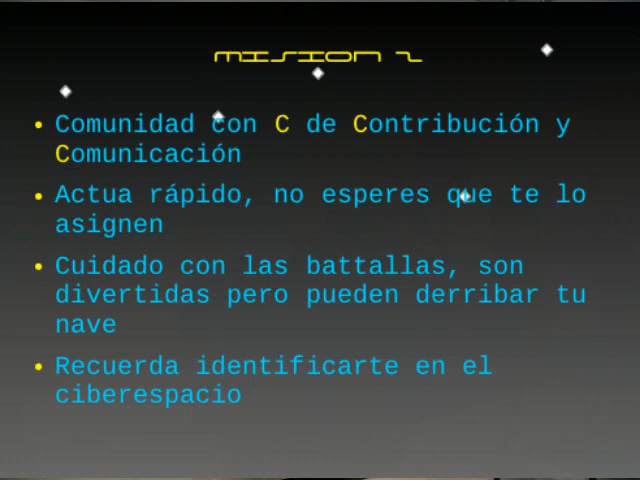 MISION 2
• Comunidad con C de Contribución y
Comunicación
• Actua rápido, no esperes que te lo
asignen
• Cuidado con las battallas, son
divertidas pero pueden derribar tu
nave
• Recuerda identificarte en el
ciberespacio